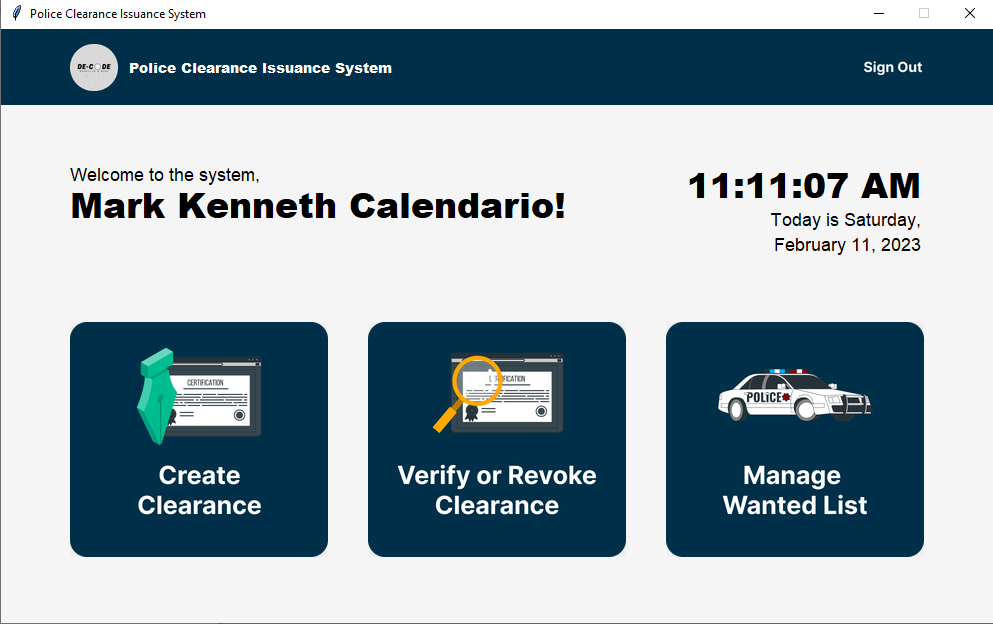 Police Clearance Issuance System
DE-CODE
Police Clearance Issuance System
Sign Out
Welcome to the system,
Mark Kenneth Calendario!
11:11:07 AM
Today is Saturday,
February 11, 2023
CERTIFICATION
Create
Clearance
Verify or Revoke
Clearance
POLiCE
Manage
Wanted List